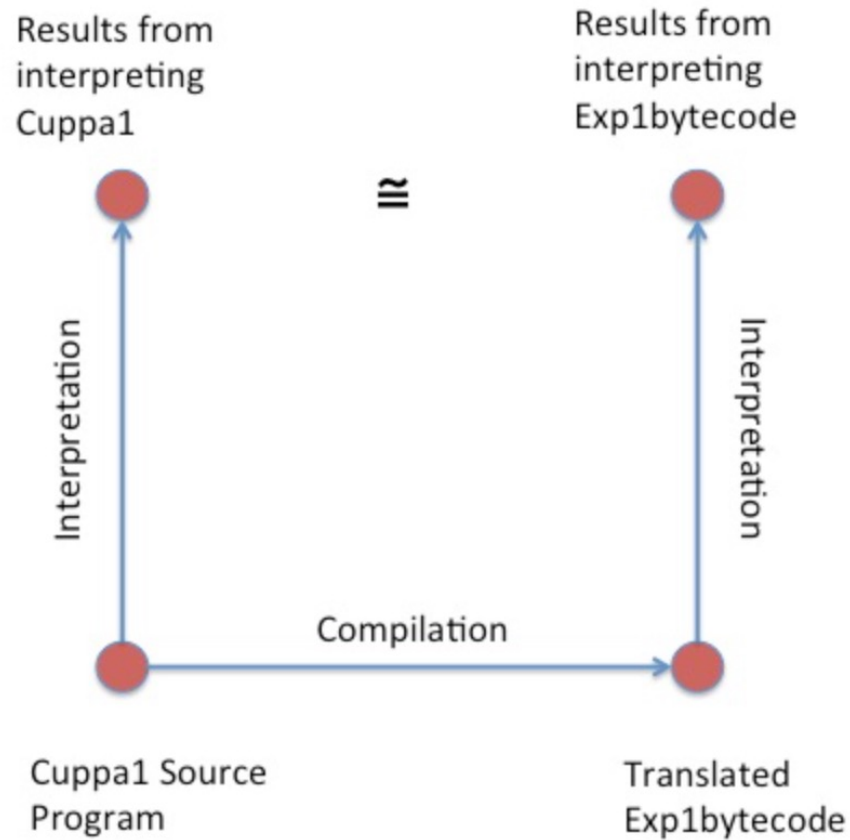 Results from
interpreting
Cuppa1
Results from
interpreting
Exp1bytecode
≊
Interpretation
Interpretation
Compilation
Cuppa1 Source
Program
Translated
Exp1bytecode